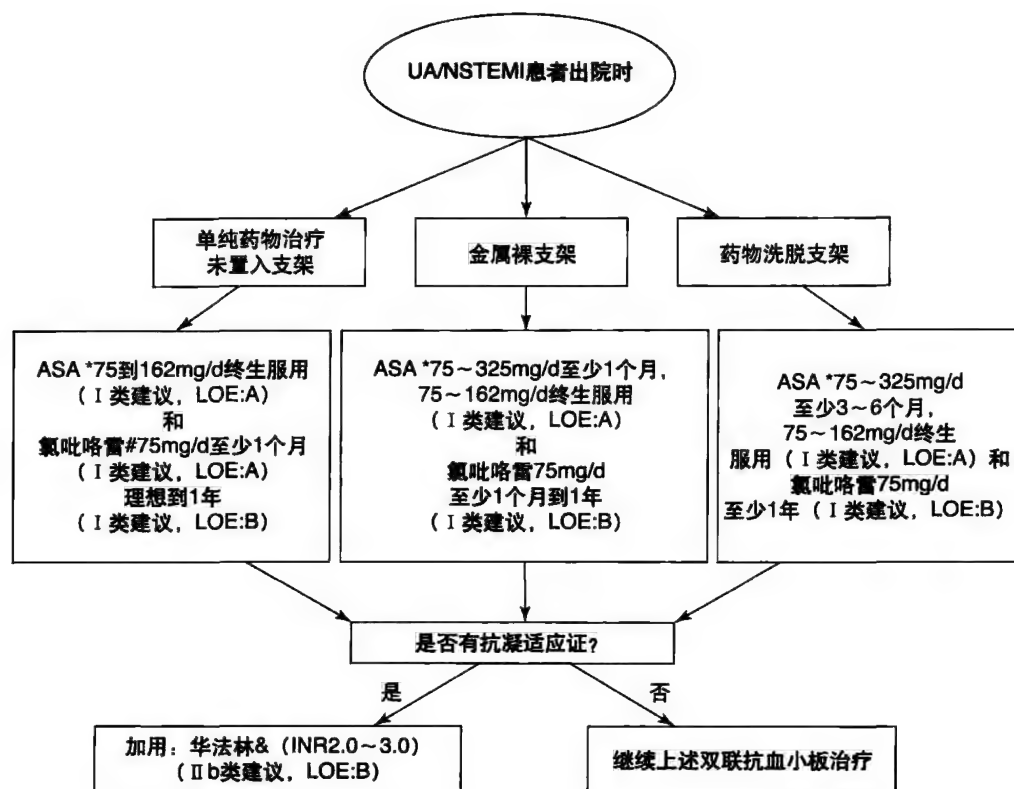 UA/NSTEMI患者出院时
单纯药物治疗
未置入支架
金属裸支架
药物洗脱支架
ASA *75到162mg/d终生服用
(Ⅰ类建议, LOE:A)
和
氯吡咯雷#75mg/d至少1个月
(Ⅰ类建议, LOE:A)
理想到1年
(Ⅰ类建议, LOE:B)
ASA *75~325mg/d至少1个月,
75~162mg/d终生服用
(Ⅰ类建议, LOE:A)
和
氯吡咯雷75mg/d
至少1个月到1年
(Ⅰ类建议, LOE:B)
ASA *75~325mg/d
至少3~6个月,
75~162mg/d终生
服用 (Ⅰ类建议, LOE:A) 和
氯吡咯雷75mg/d
至少1年 (Ⅰ类建议, LOE:B)
是否有抗凝适应证?
是
否
加用: 华法林& (INR2.0~3.0)
(Ⅱb类建议, LOE:B)
继续上述双联抗血小板治疗